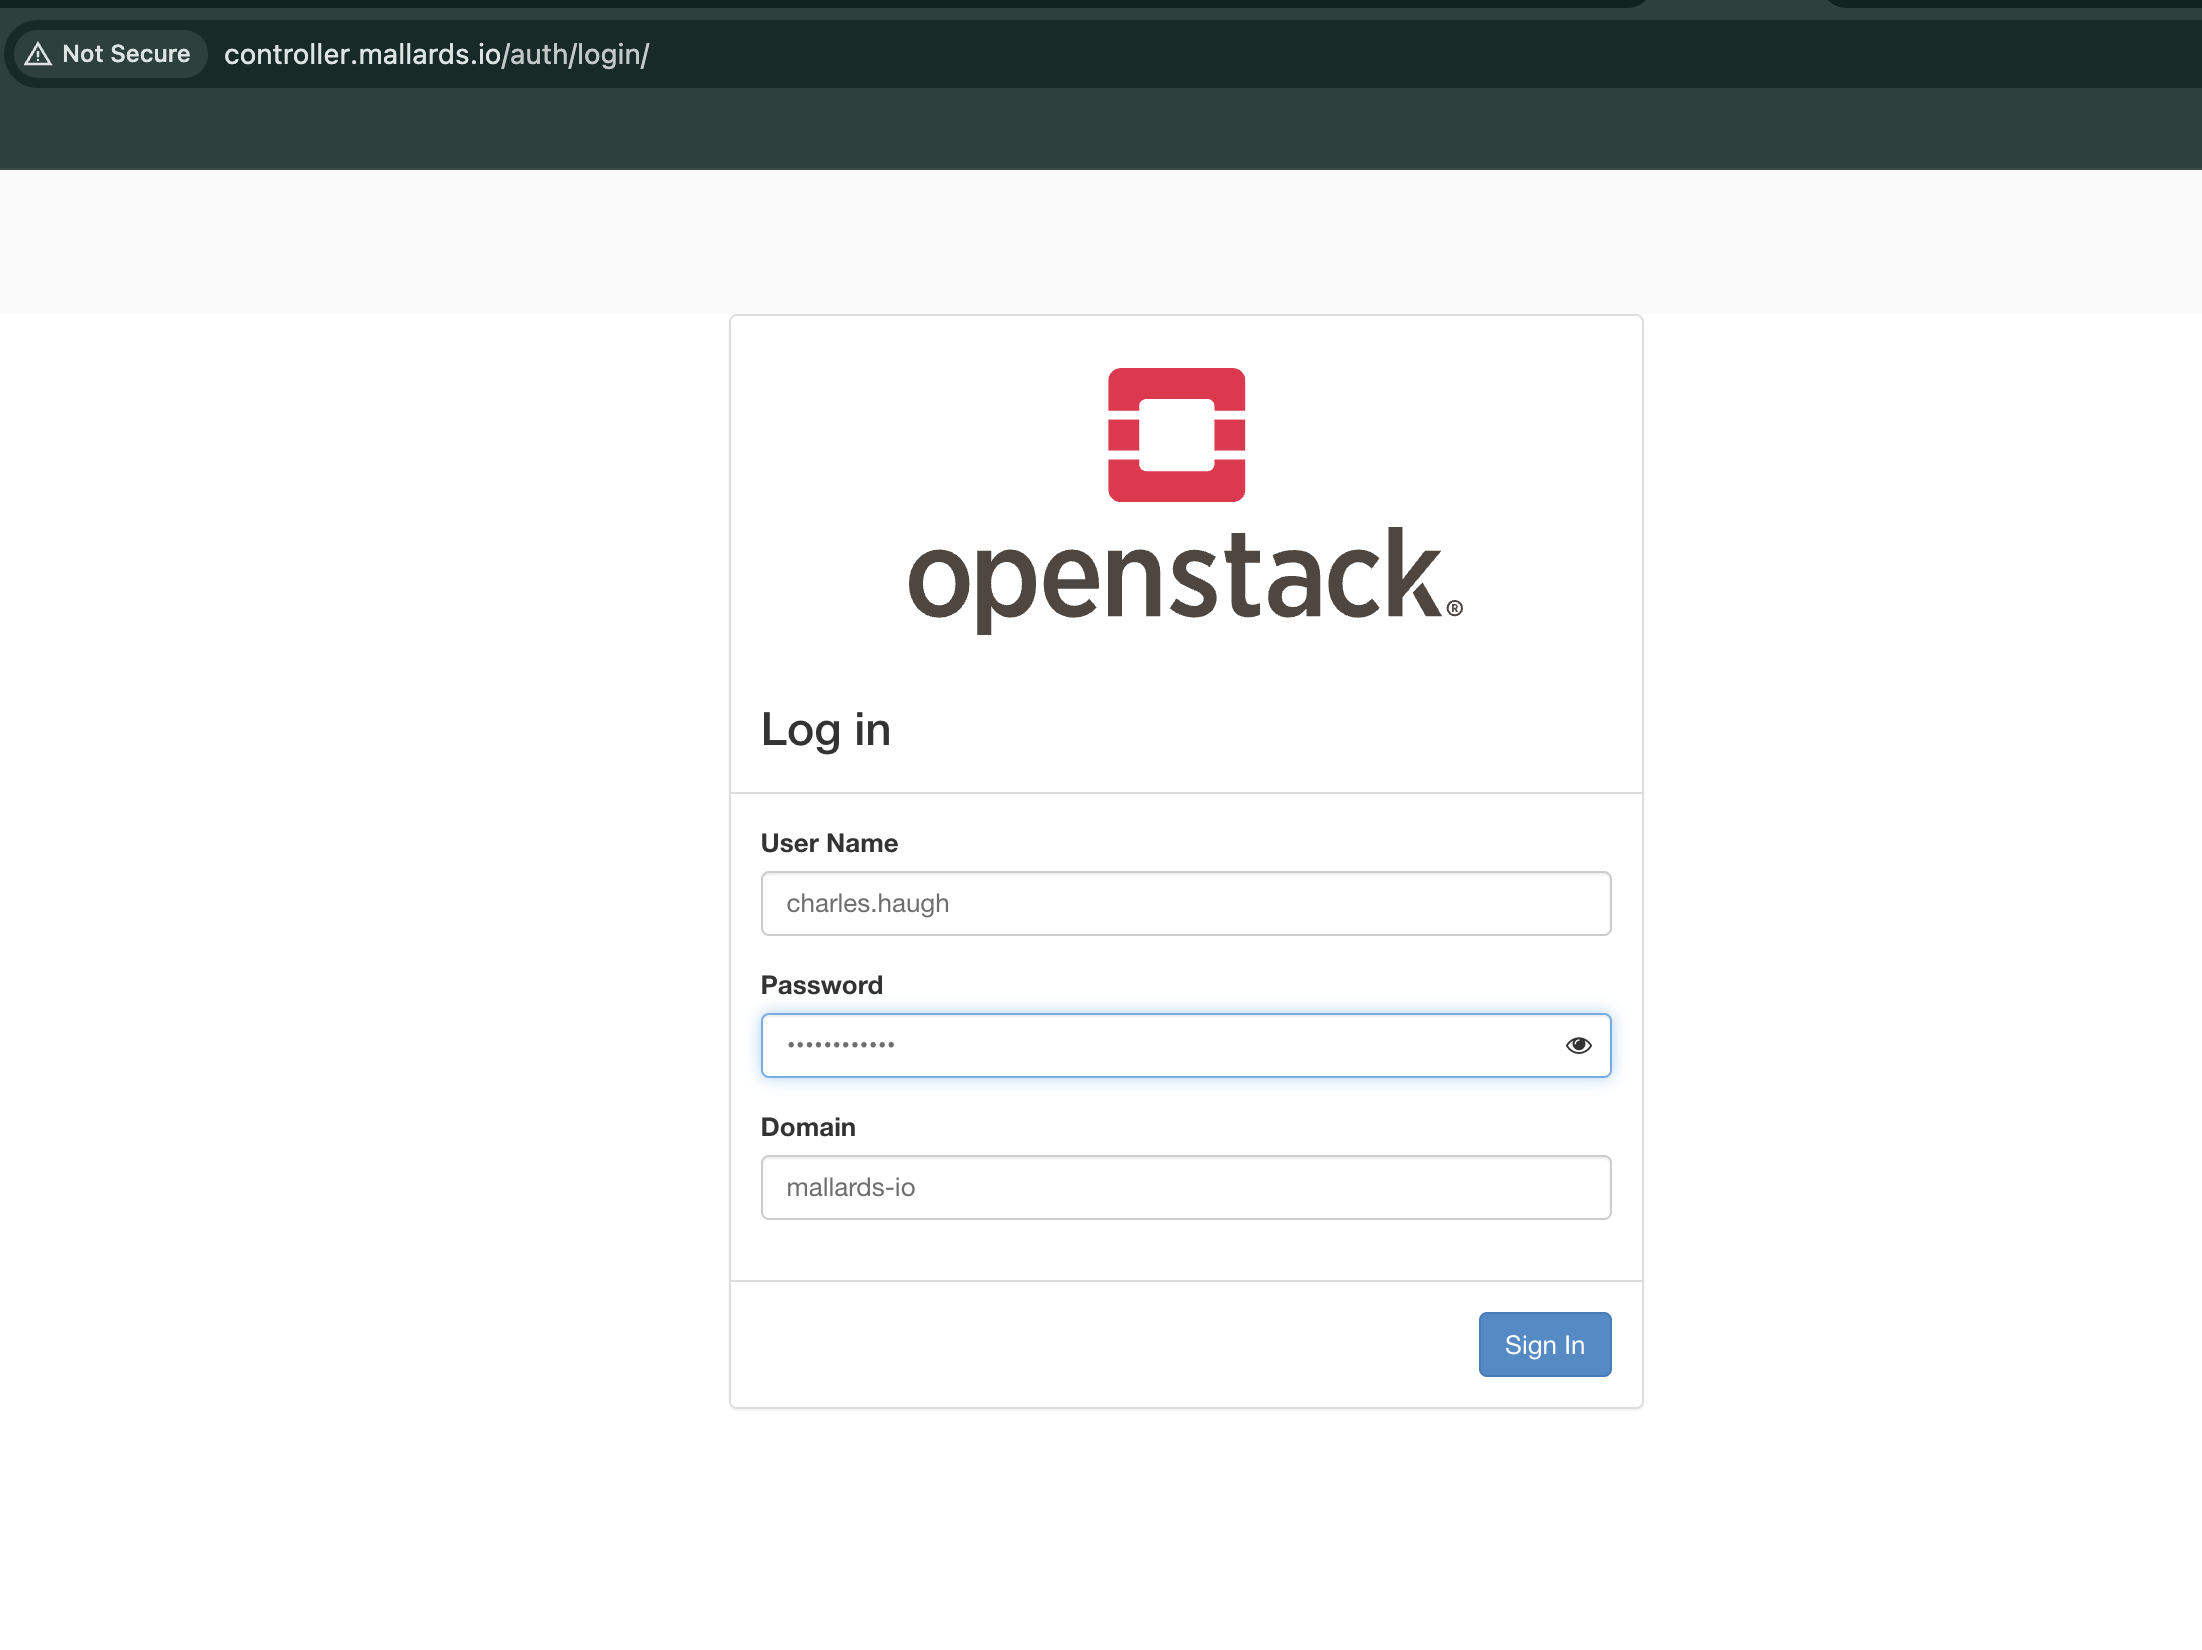 Not Secure controller.mallards.io/auth/login/
openstack®
Log in
User Name
charles.haugh
Password
••••••••••••
Domain
mallards-io
Sign In